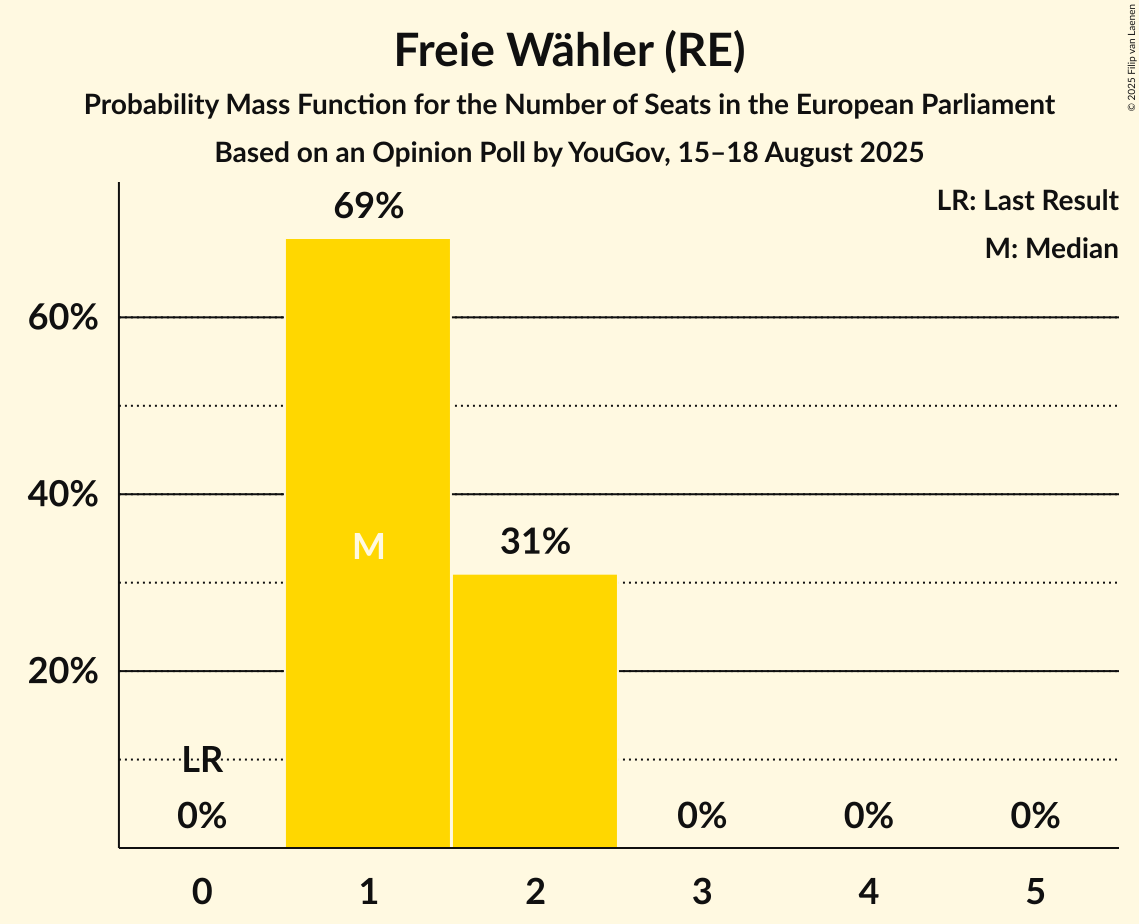 Freie Wähler (RE)
Probability Mass Function for the Number of Seats in the European Parliament
Based on an Opinion Poll by YouGov, 15–18 August 2025
© 2025 Filip van Laenen
LR: Last Result
M: Median
69%
60%
40%
M
31%
20%
LR
0%
0%
0%
0%
0
1
2
3
4
5